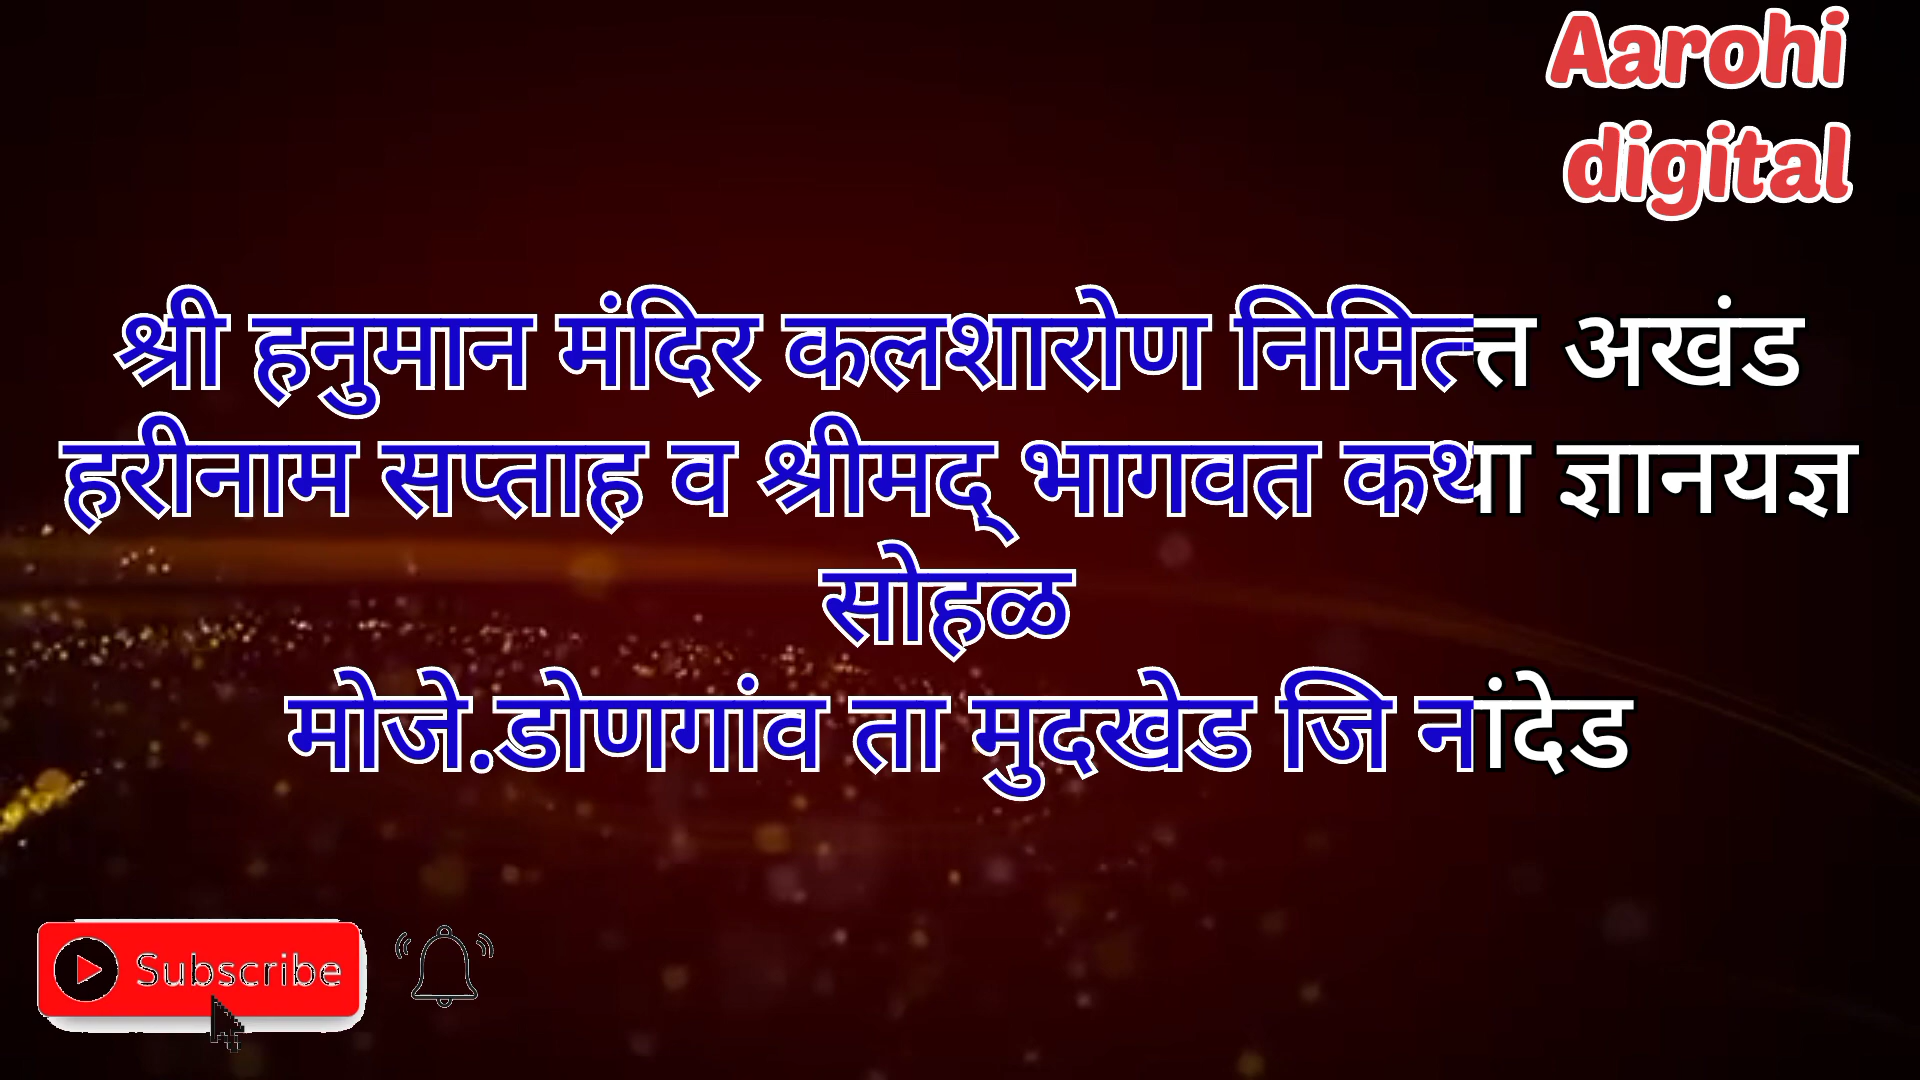 Aarohi
digital
श्री हनुमान मंदिर कलशारोण निमित्त अखंड
हरीनाम सप्ताह व श्रीमद् भागवत कथा ज्ञानयज्ञ
सोहळ
मोजे.डोणगांव ता मुदखेड जि नांदेड
Subscribe